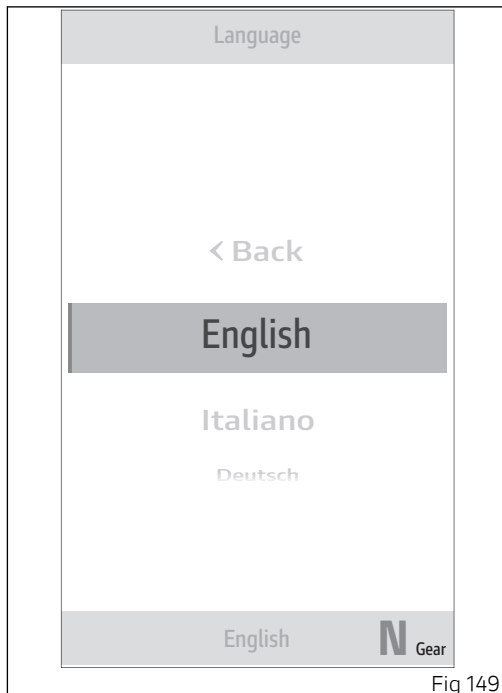 Language
< Back
English
Italiano
Deutsch
English
N Gear
Fig 149